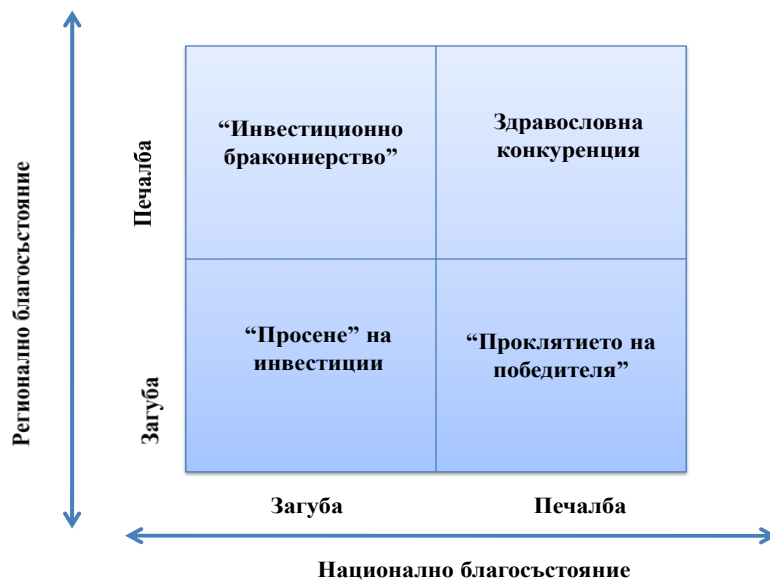 “Инвестиционно
бракониерство”
Здравословна
конкуренция
“Просене” на
инвестиции
“Проклятието на
победителя”
Регионално благосъстояние
Печалба
Загуба
Загуба
Печалба
Национално благосъстояние